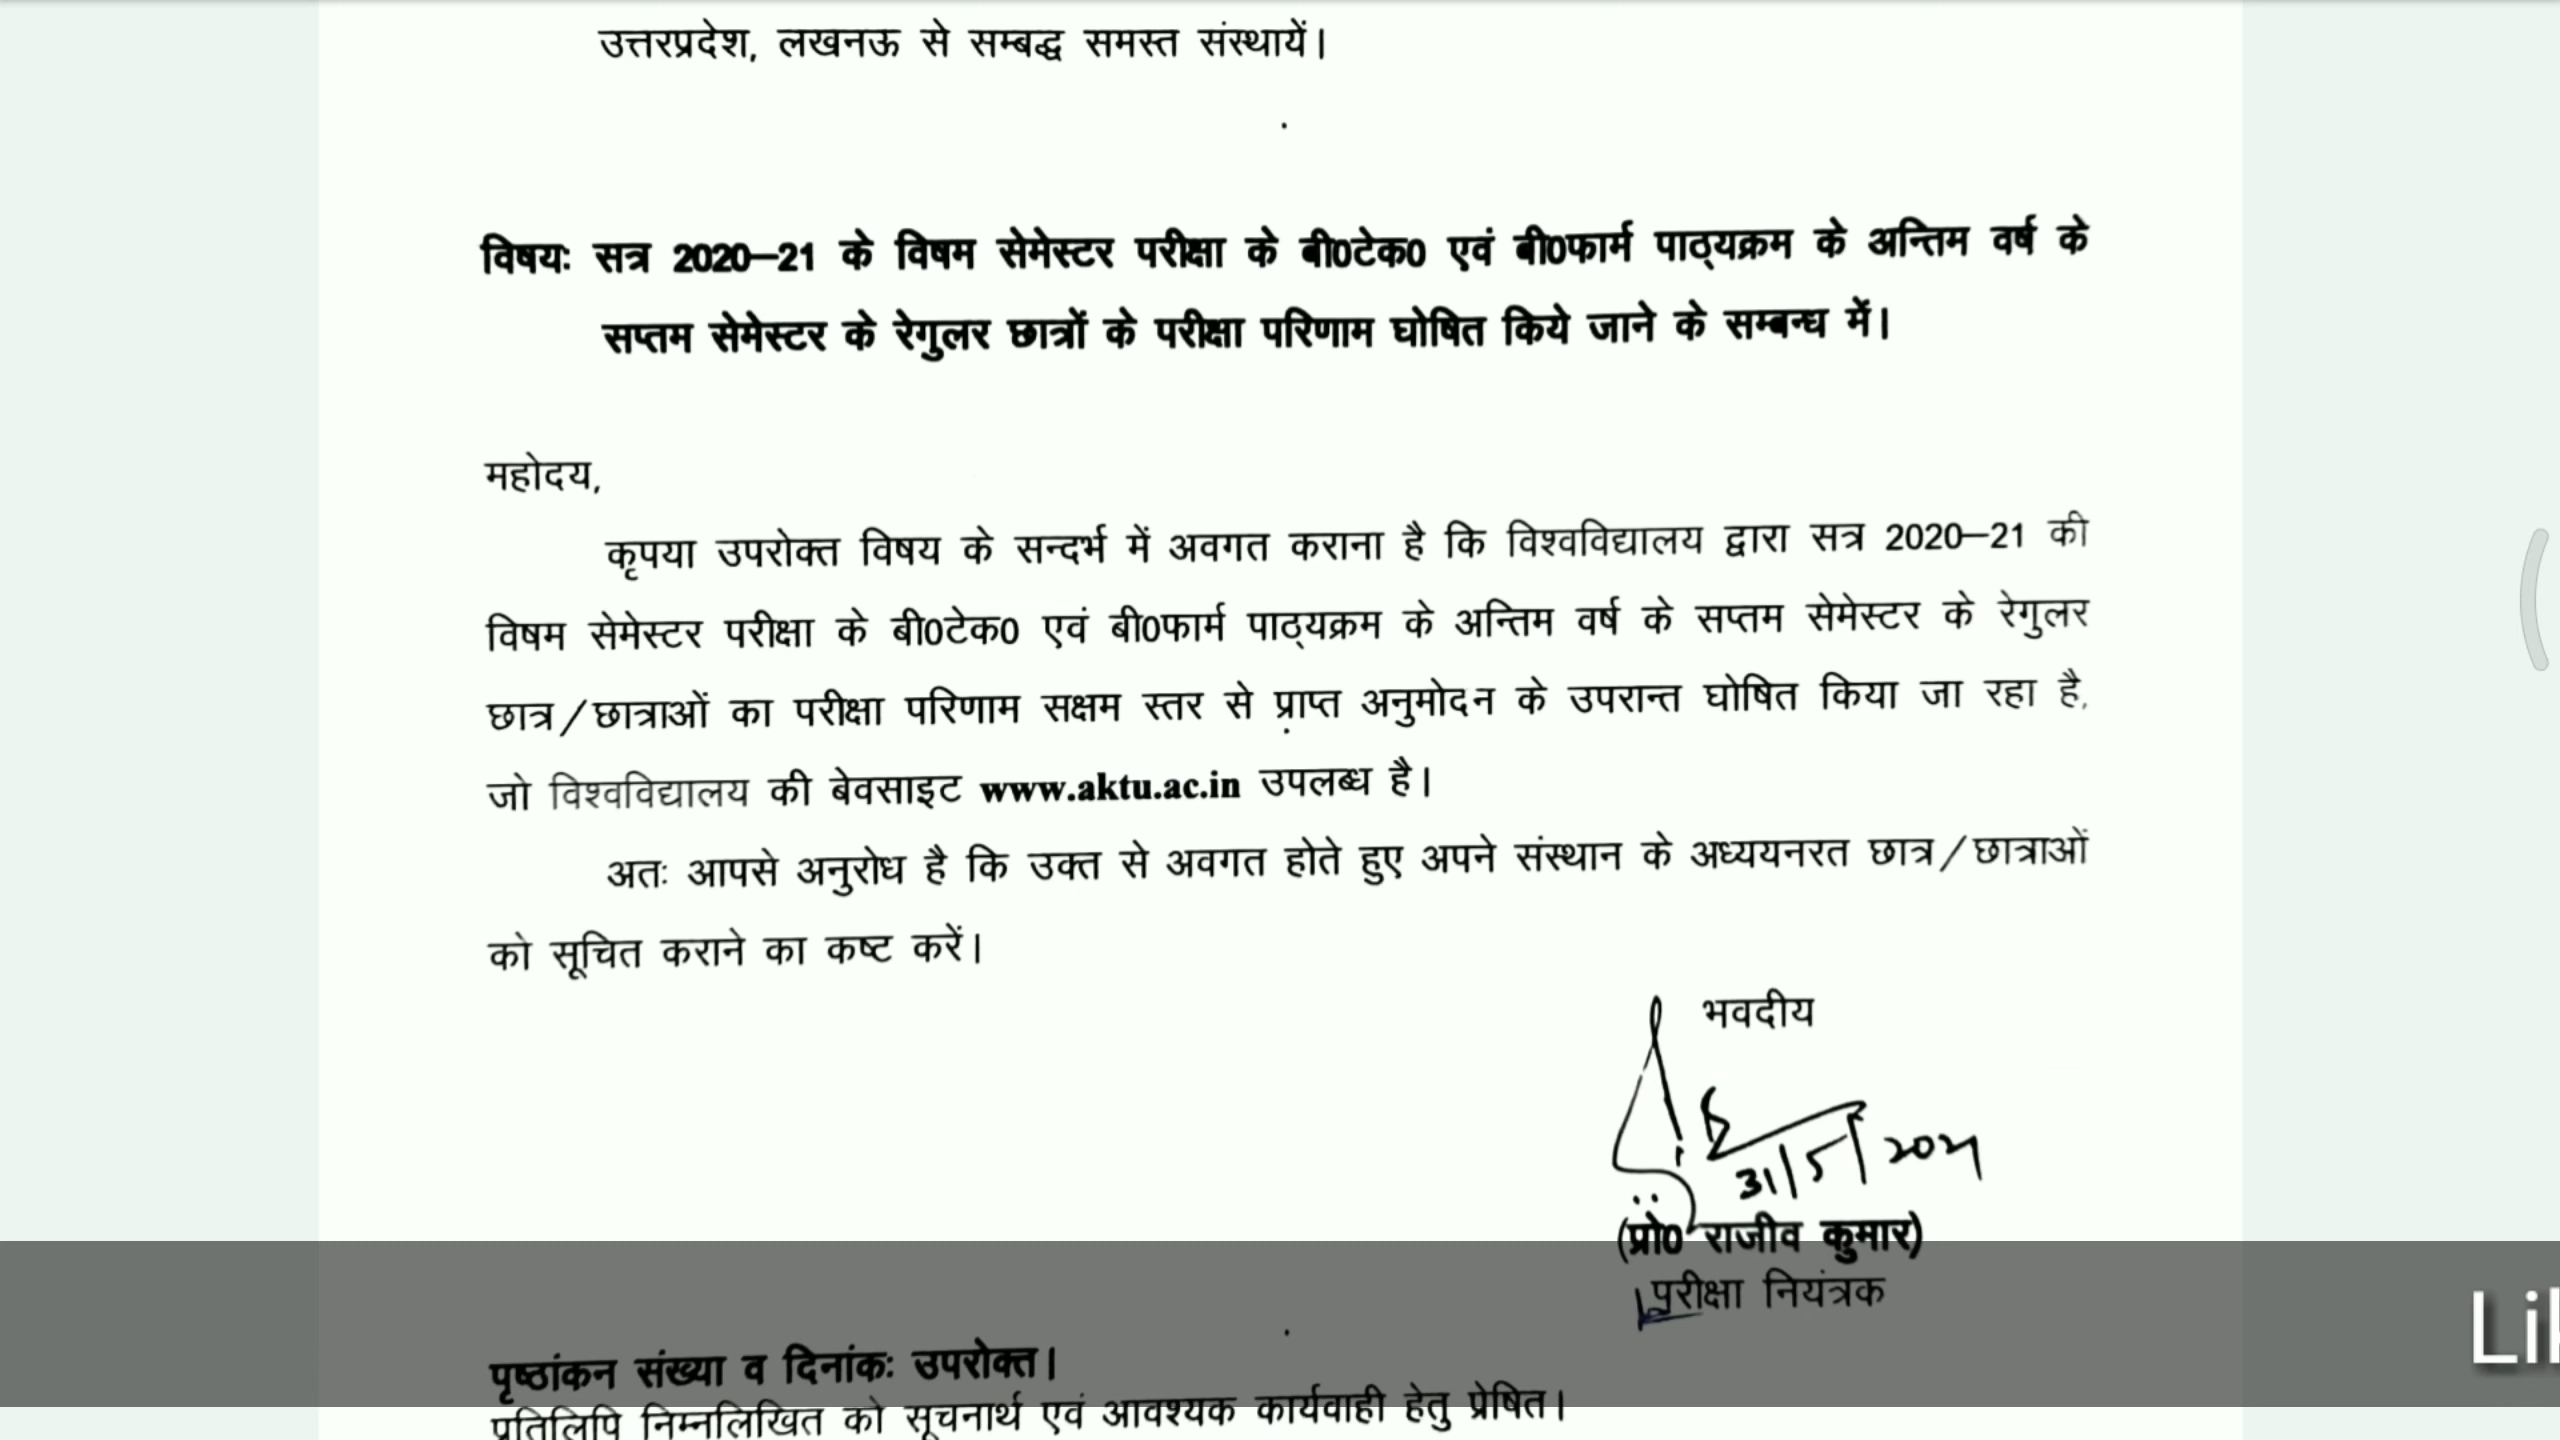 उत्तरप्रदेश, लखनऊ से सम्बद्ध समस्त संस्थायें।
विषयः सत्र 2020–21 के विषम सेमेस्टर परीक्षा के बी0टेक0 एवं बी0फार्म पाठ्यक्रम के अन्तिम वर्ष के
सप्तम सेमेस्टर के रेगुलर छात्रों के परीक्षा परिणाम घोषित किये जाने के सम्बन्ध में।
महोदय,
कृपया उपरोक्त विषय के सन्दर्भ में अवगत कराना है कि विश्वविद्यालय द्वारा सत्र 2020–21 की
विषम सेमेस्टर परीक्षा के बी0टेक0 एवं बी0फार्म पाठ्यक्रम के अन्तिम वर्ष के सप्तम सेमेस्टर के रेगुलर
छात्र/छात्राओं का परीक्षा परिणाम सक्षम स्तर से प्राप्त अनुमोदन के उपरान्त घोषित किया जा रहा है,
जो विश्वविद्यालय की बेवसाइट www.aktu.ac.in उपलब्ध है।
अतः आपसे अनुरोध है कि उक्त से अवगत होते हुए अपने संस्थान के अध्ययनरत छात्र/छात्राओं
को सूचित कराने का कष्ट करें।
भवदीय
31/5/2021
(प्रो0 राजीव कुमार)
परीक्षा नियंत्रक
पृष्ठांकन संख्या व दिनांकः उपरोक्त।
प्रतिलिपि निम्नलिखित को सूचनार्थ एवं आवश्यक कार्यवाही हेतु प्रेषित।